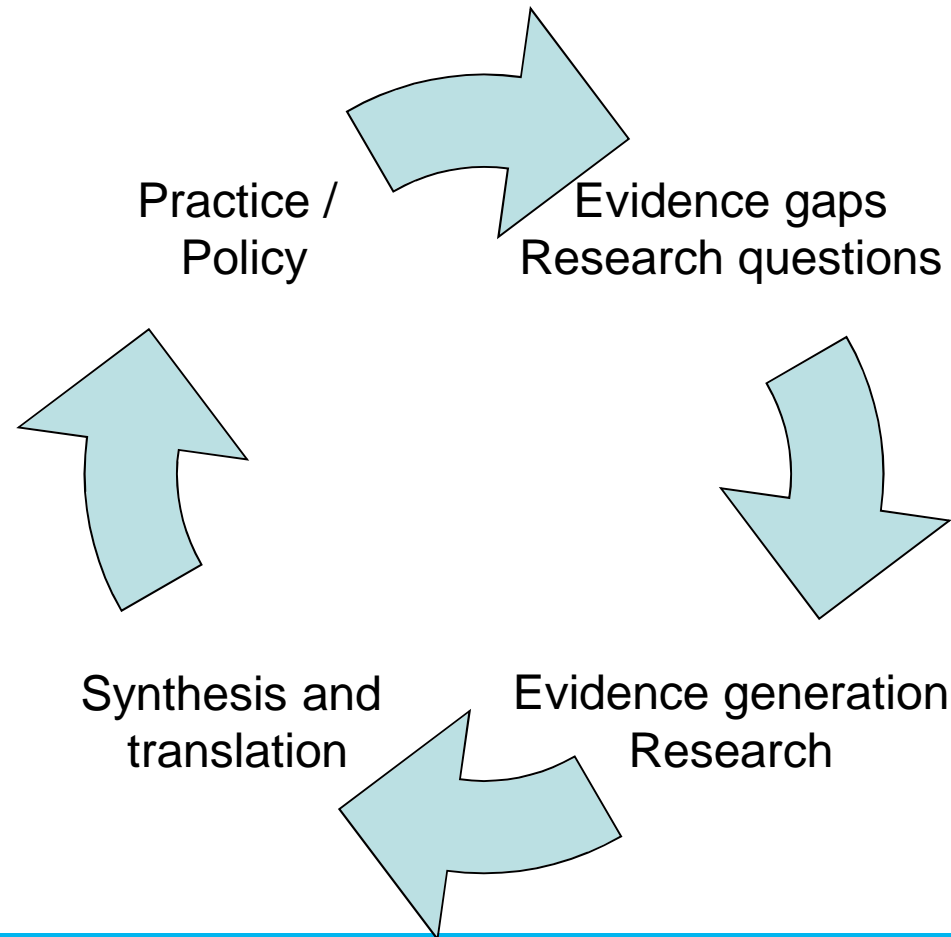 Practice /
Policy
Evidence gaps
Research questions
Evidence generation
Research
Synthesis and
translation